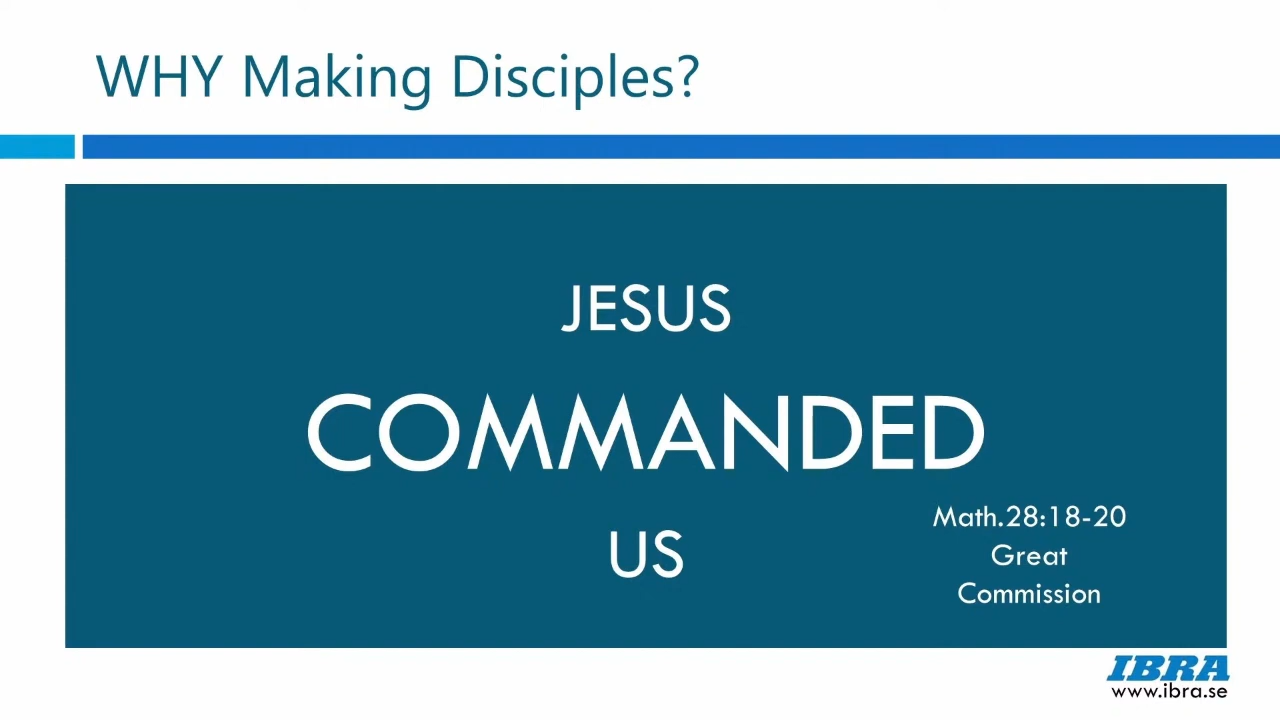 WHY Making Disciples?
JESUS
COMMANDED
US
Math.28:18-20
Great
Commission
IBRA
www.ibra.se